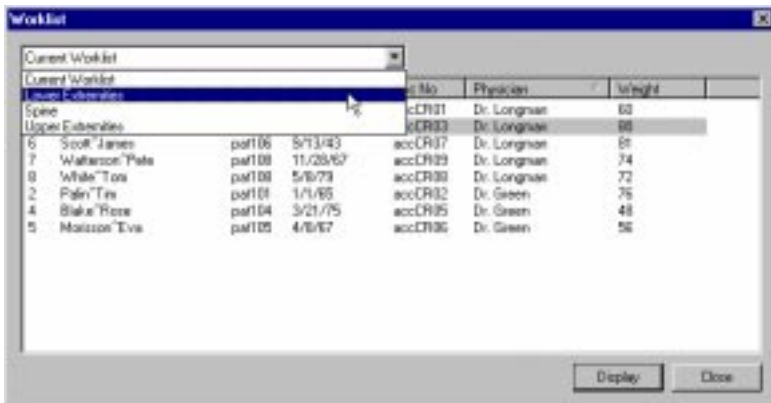 Worklist
Current Worklist
Current Worklist
Lower Extremities
Spine
Upper Extremities
No Physician Weight
accCR01 Dr. Longman 60
accCR03 Dr. Longman
6 Scott^James pat106 9/13/43 accCR07 Dr. Longman 81
7 Watterson^Pete pat108 11/28/67 accCR09 Dr. Longman 74
8 White^Tom pat108 5/8/79 accCR08 Dr. Longman 72
2 Palin^Tim pat101 1/1/65 accCR02 Dr. Green 76
4 Blake^Rose pat104 3/21/75 accCR05 Dr. Green 48
5 Morisson^Eva pat105 4/8/67 accCR06 Dr. Green 56
Display Close